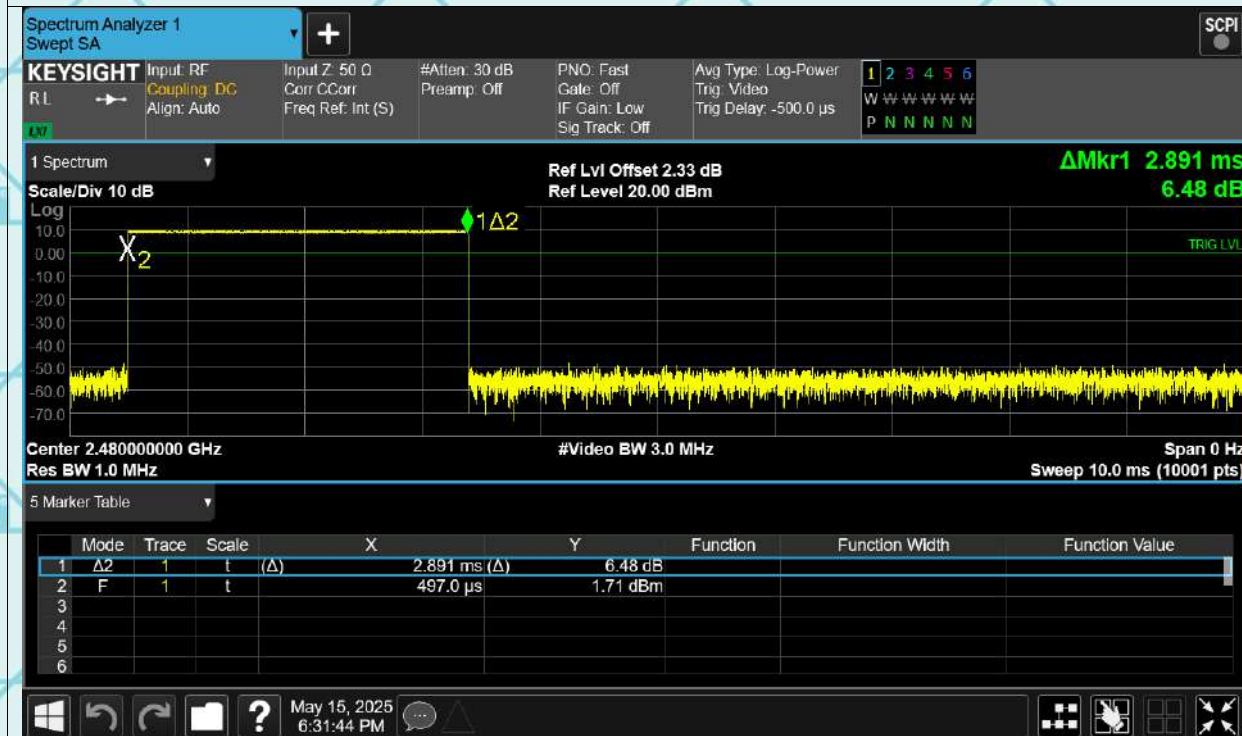 Spectrum Analyzer 1
Swept SA
+
SCPI
KEYSIGHT
RL
LXI
Input: RF
Coupling: DC
Align: Auto
Input Z: 50 Ω
Corr CCorr
Freq Ref: Int (S)
#Atten: 30 dB
Preamp: Off
PNO: Fast
Gate: Off
IF Gain: Low
Sig Track: Off
Avg Type: Log-Power
Trig: Video
Trig Delay: -500.0 µs
1 2 3 4 5 6
W W W W W W
P N N N N N
1 Spectrum
Scale/Div 10 dB
Ref Lvl Offset 2.33 dB
Ref Level 20.00 dBm
ΔMkr1 2.891 ms
6.48 dB
Log
10.0
0.00
-10.0
-20.0
-30.0
-40.0
-50.0
-60.0
-70.0
1Δ2
X2
TRIG LVL
Center 2.480000000 GHz
#Video BW 3.0 MHz
Span 0 Hz
Res BW 1.0 MHz
Sweep 10.0 ms (10001 pts)
5 Marker Table
Mode Trace Scale X Y Function Function Width Function Value
1 Δ2 1 t (Δ) 2.891 ms (Δ) 6.48 dB
2 F 1 t 497.0 µs 1.71 dBm
3
4
5
6
?
May 15, 2025
6:31:44 PM